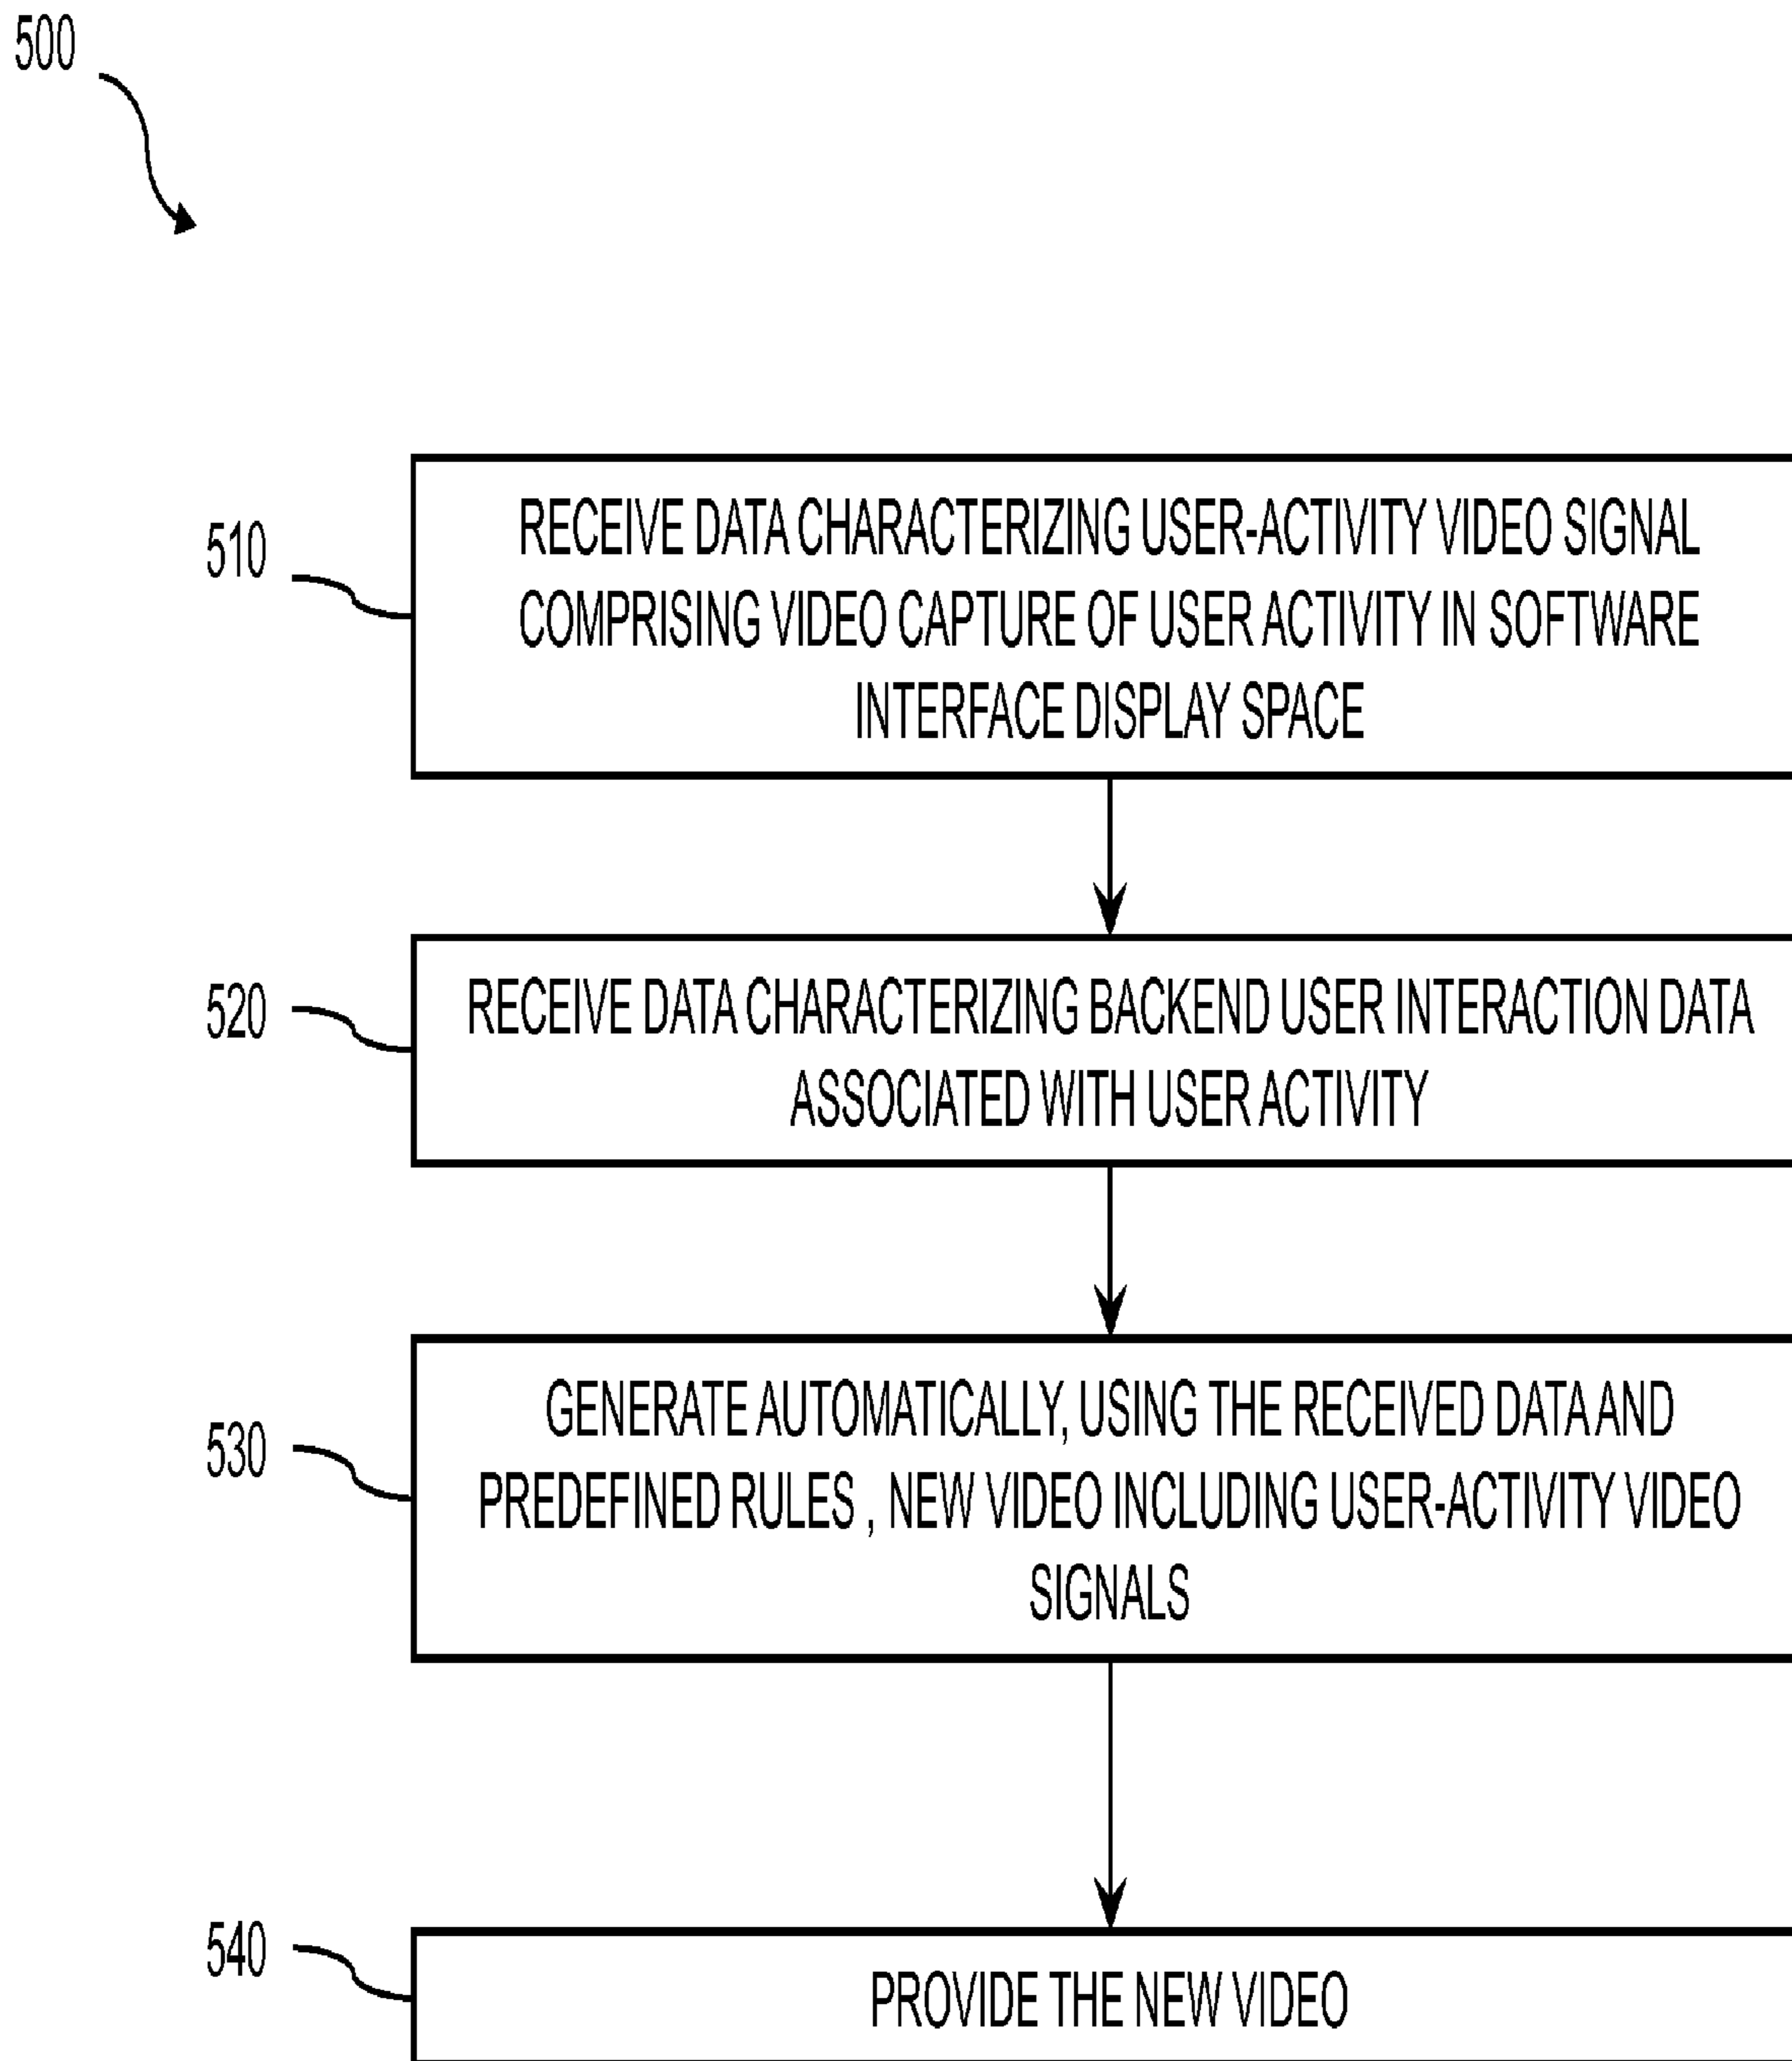 500
510
RECEIVE DATA CHARACTERIZING USER-ACTIVITY VIDEO SIGNAL
COMPRISING VIDEO CAPTURE OF USER ACTIVITY IN SOFTWARE
INTERFACE DISPLAY SPACE
520
RECEIVE DATA CHARACTERIZING BACKEND USER INTERACTION DATA
ASSOCIATED WITH USER ACTIVITY
530
GENERATE AUTOMATICALLY, USING THE RECEIVED DATA AND
PREDEFINED RULES , NEW VIDEO INCLUDING USER-ACTIVITY VIDEO
SIGNALS
540
PROVIDE THE NEW VIDEO